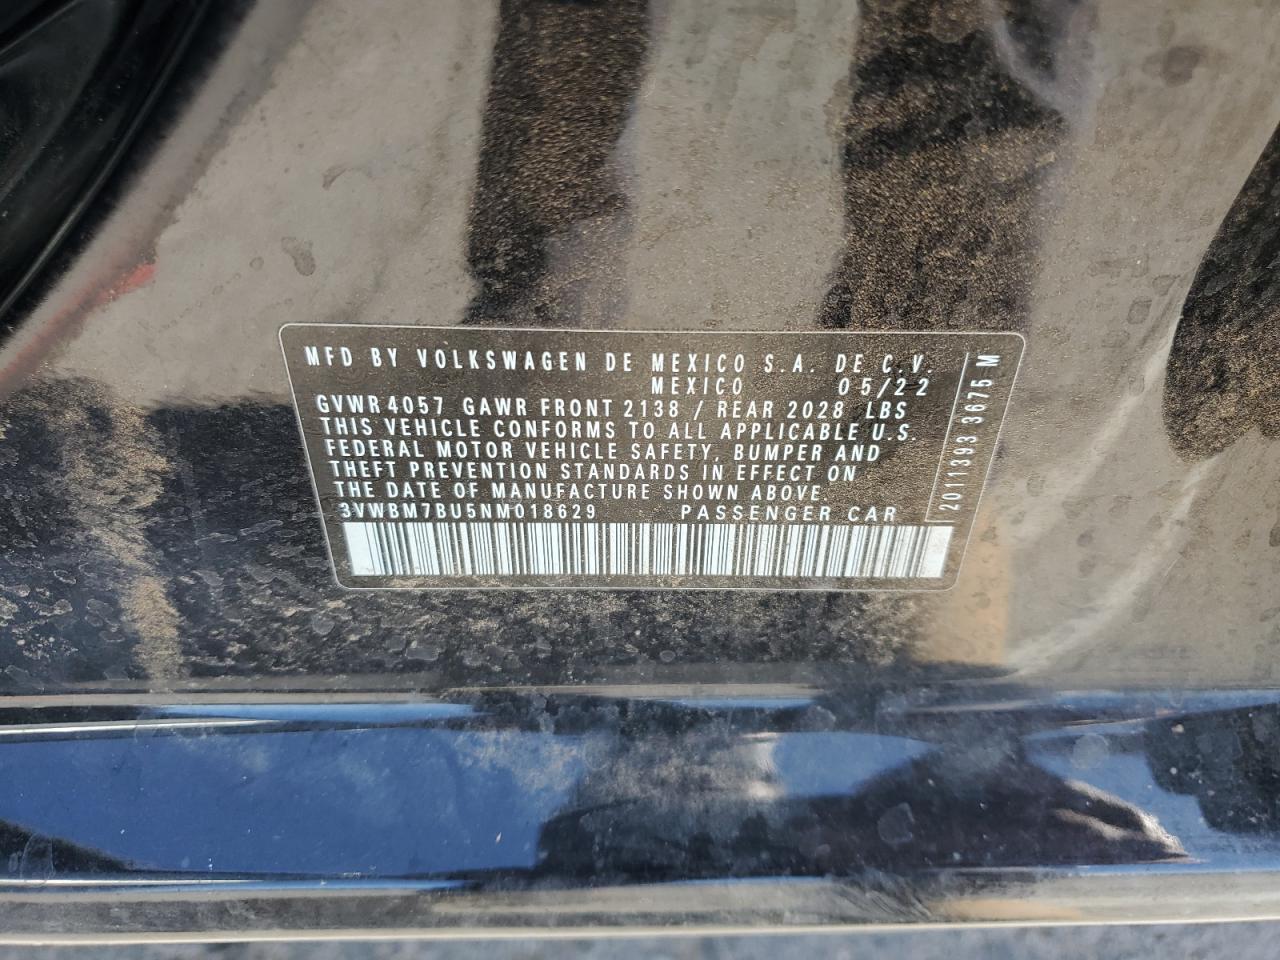 MFD BY VOLKSWAGEN DE MEXICO S.A. DE C.V.
MEXICO 05/22
GVWR 4057 GAWR FRONT 2138 / REAR 2028 LBS
THIS VEHICLE CONFORMS TO ALL APPLICABLE U.S.
FEDERAL MOTOR VEHICLE SAFETY, BUMPER AND
THEFT PREVENTION STANDARDS IN EFFECT ON
THE DATE OF MANUFACTURE SHOWN ABOVE.
3VWBM7BU5NM018629 PASSENGER CAR
2011393 3675 M